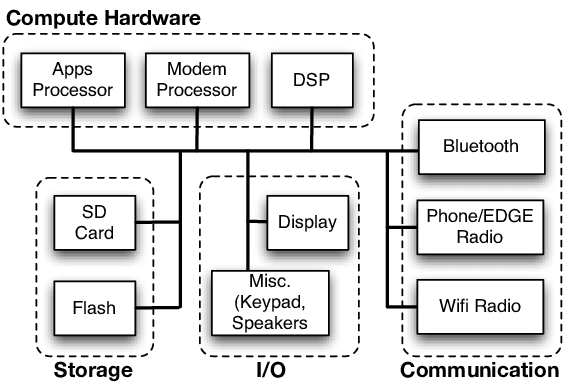 Compute Hardware
Apps
Processor
Modem
Processor
DSP
Bluetooth
SD
Card
Display
Phone/EDGE
Radio
Flash
Misc.
(Keypad,
Speakers
Wifi Radio
Storage
I/O
Communication